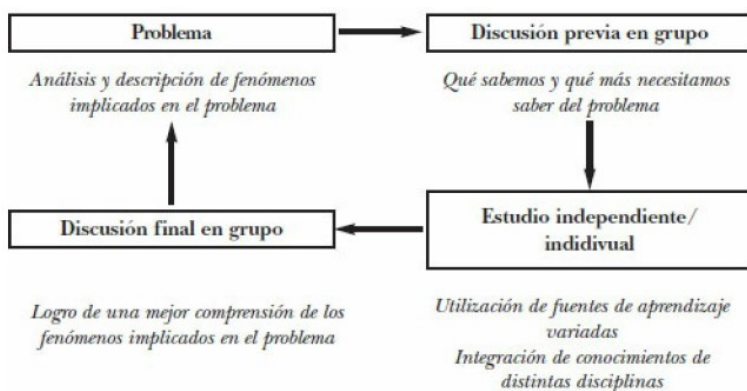 Problema
Análisis y descripción de fenómenos
implicados en el problema
Discusión previa en grupo
Qué sabemos y qué más necesitamos
saber del problema
Estudio independiente/
indidivual
Utilización de fuentes de aprendizaje
variadas
Integración de conocimientos de
distintas disciplinas
Discusión final en grupo
Logro de una mejor comprensión de los
fenómenos implicados en el problema